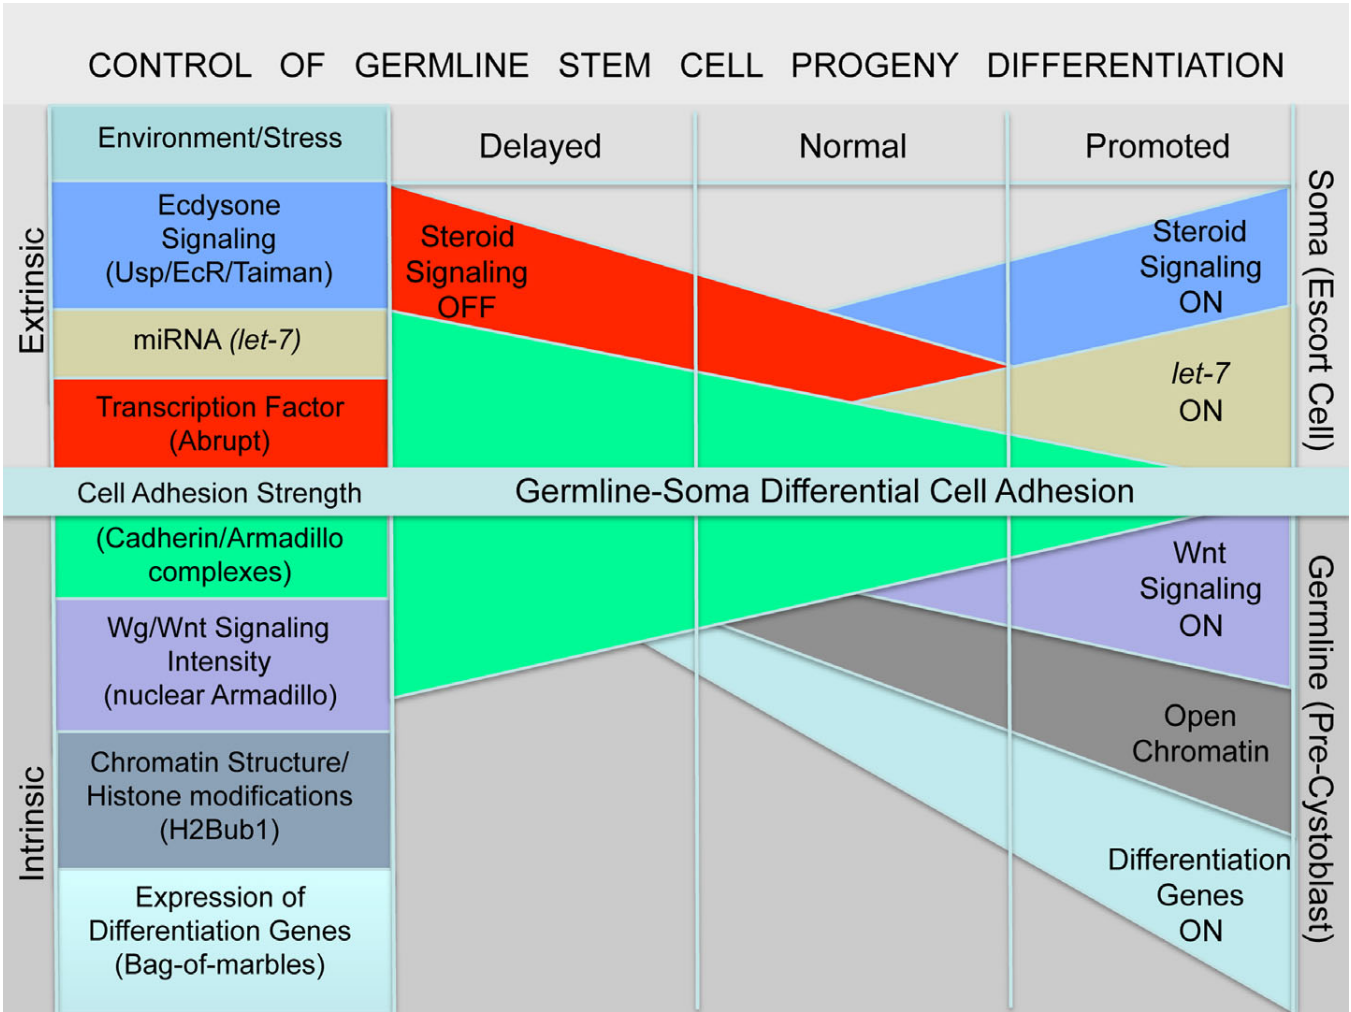 CONTROL OF GERMLINE STEM CELL PROGENY DIFFERENTIATION
Environment/Stress
Delayed
Normal
Promoted
Extrinsic
Ecdysone
Signaling
(Usp/EcR/Taiman)
miRNA (let-7)
Transcription Factor
(Abrupt)
Steroid
Signaling
OFF
Steroid
Signaling
ON
let-7
ON
Soma (Escort Cell)
Cell Adhesion Strength
Germline-Soma Differential Cell Adhesion
Intrinsic
(Cadherin/Armadillo
complexes)
Wg/Wnt Signaling
Intensity
(nuclear Armadillo)
Chromatin Structure/
Histone modifications
(H2Bub1)
Expression of
Differentiation Genes
(Bag-of-marbles)
Wnt
Signaling
ON
Open
Chromatin
Differentiation
Genes
ON
Germline (Pre-Cystoblast)